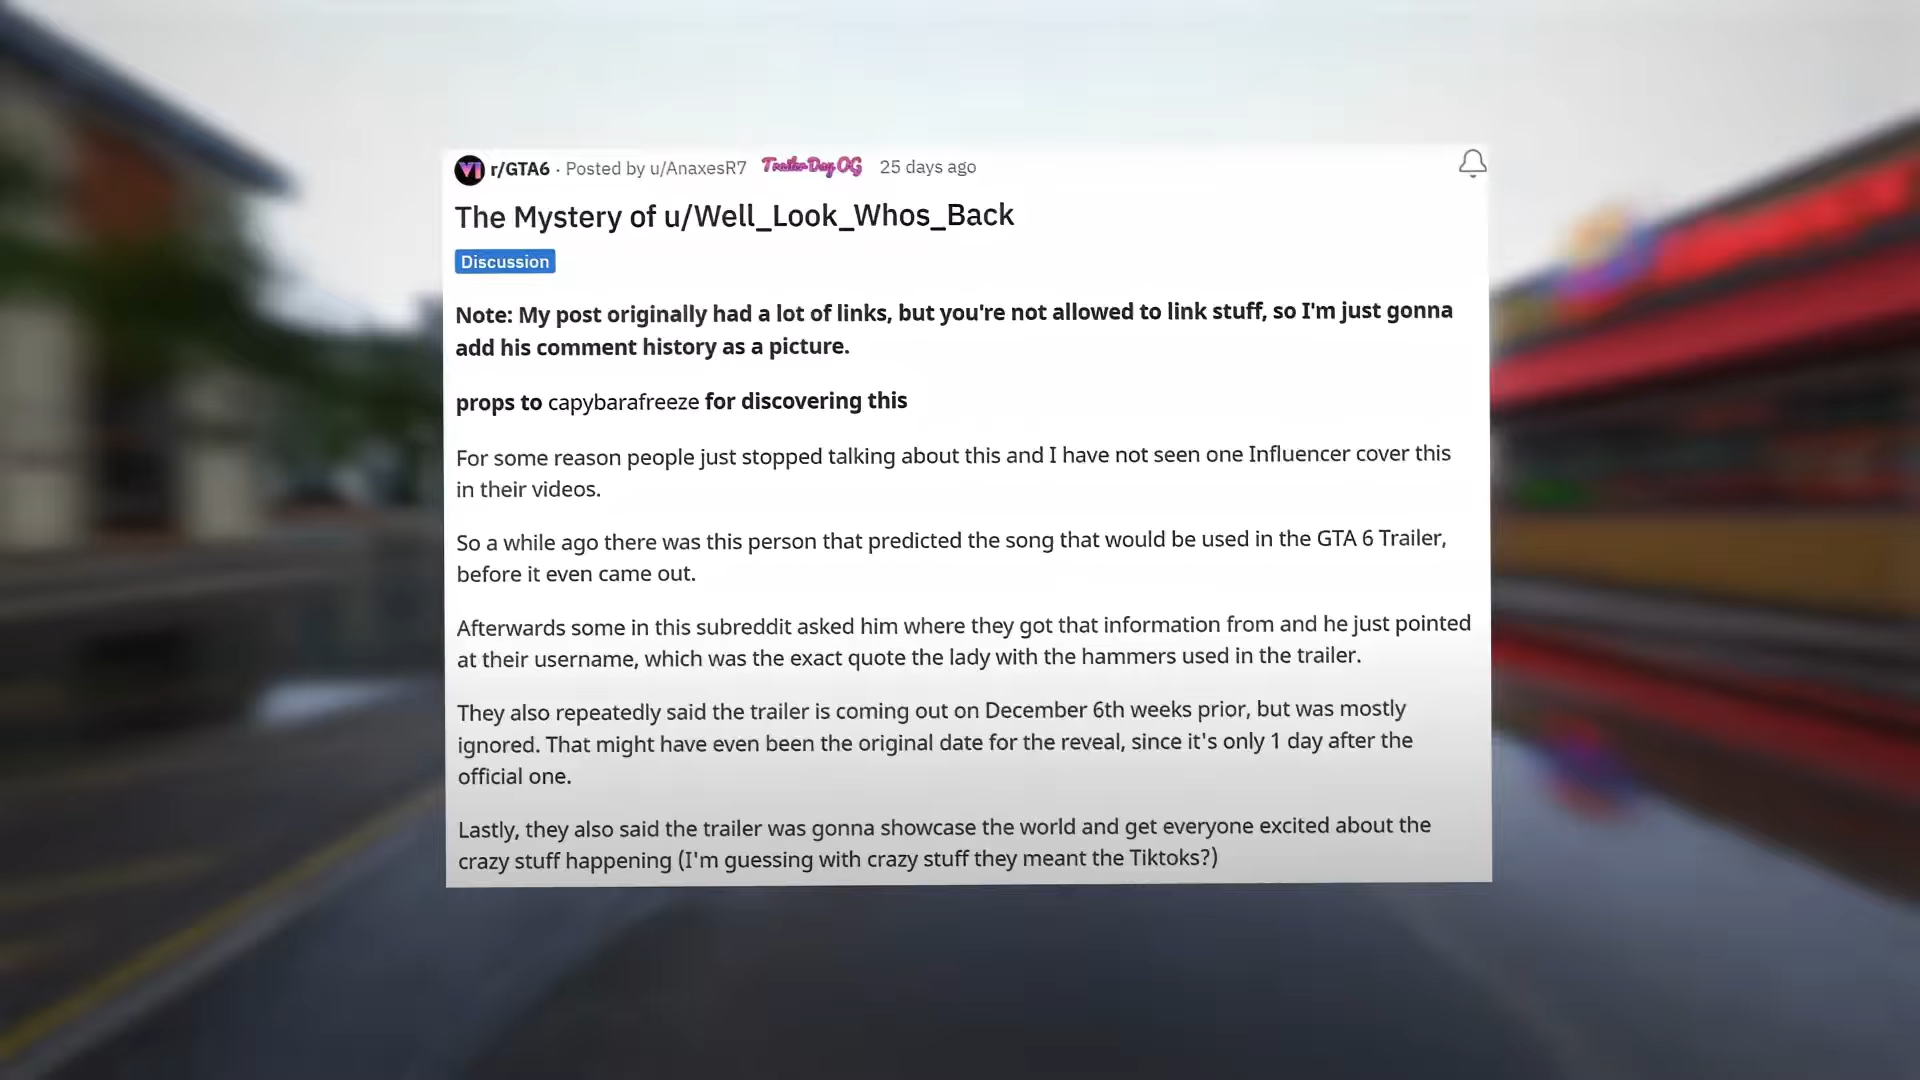 VI r/GTA6 · Posted by u/AnaxesR7 Trailer Day OG 25 days ago
The Mystery of u/Well_Look_Whos_Back
Discussion
Note: My post originally had a lot of links, but you're not allowed to link stuff, so I'm just gonna
add his comment history as a picture.
props to capybarafreeze for discovering this
For some reason people just stopped talking about this and I have not seen one Influencer cover this
in their videos.
So a while ago there was this person that predicted the song that would be used in the GTA 6 Trailer,
before it even came out.
Afterwards some in this subreddit asked him where they got that information from and he just pointed
at their username, which was the exact quote the lady with the hammers used in the trailer.
They also repeatedly said the trailer is coming out on December 6th weeks prior, but was mostly
ignored. That might have even been the original date for the reveal, since it's only 1 day after the
official one.
Lastly, they also said the trailer was gonna showcase the world and get everyone excited about the
crazy stuff happening (I'm guessing with crazy stuff they meant the Tiktoks?)